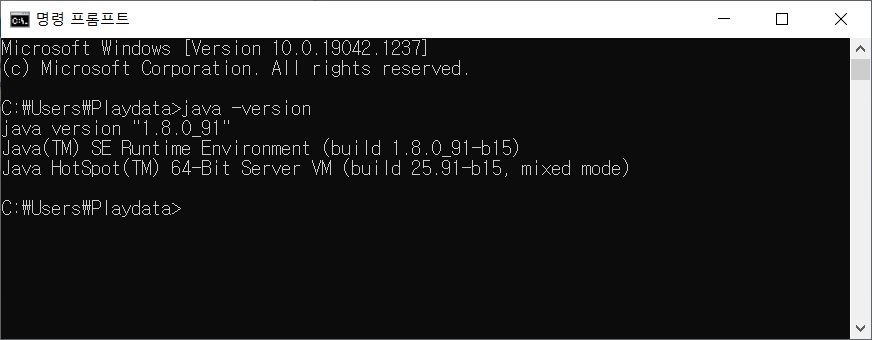 명령 프롬프트
Microsoft Windows [Version 10.0.19042.1237]
(c) Microsoft Corporation. All rights reserved.
C:₩Users₩Playdata>java -version
java version "1.8.0_91"
Java(TM) SE Runtime Environment (build 1.8.0_91-b15)
Java HotSpot(TM) 64-Bit Server VM (build 25.91-b15, mixed mode)
C:₩Users₩Playdata>